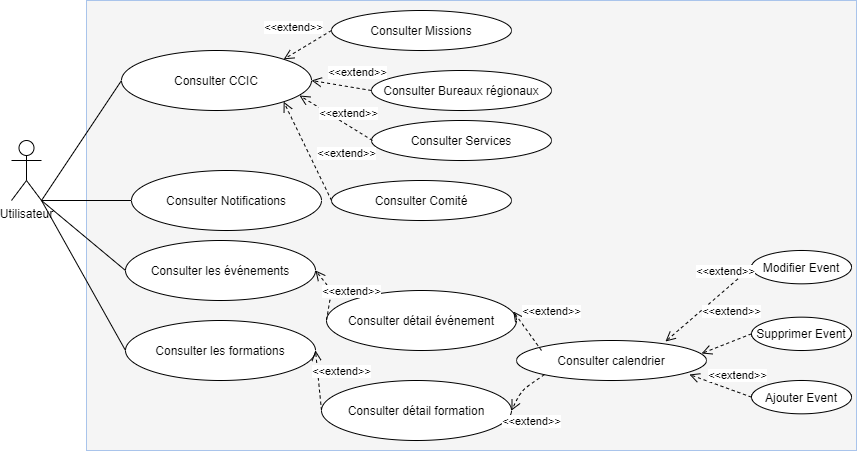 <<extend>>
Consulter Missions
Consulter CCIC
<<extend>>
Consulter Bureaux régionaux
<<extend>>
Consulter Services
<<extend>>
Consulter Comité
Consulter Notifications
Utilisateur
Consulter les événements
<<extend>>
Consulter détail événement
<<extend>>
Consulter les formations
<<extend>>
Consulter détail formation
<<extend>>
Consulter calendrier
<<extend>>
Modifier Event
<<extend>>
Supprimer Event
<<extend>>
Ajouter Event